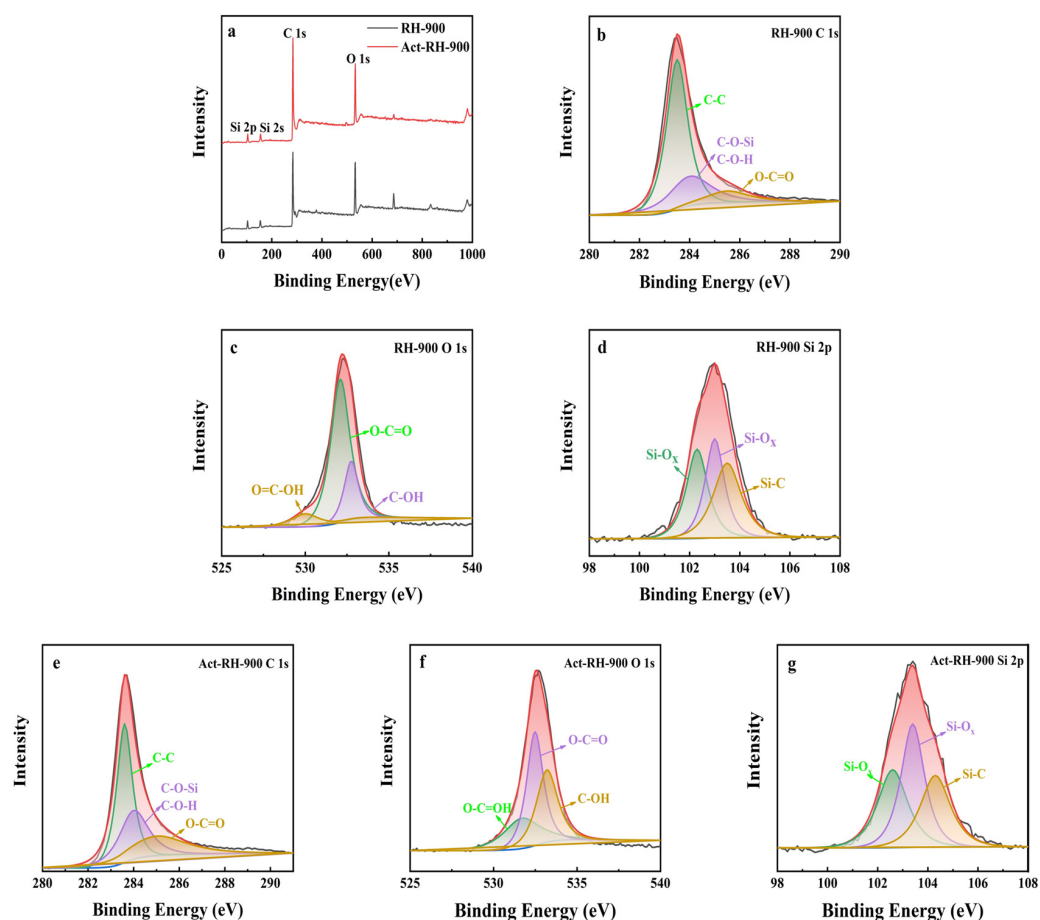 a
RH-900
Act-RH-900
C 1s
O 1s
Si 2p Si 2s
Intensity
0 200 400 600 800 1000
Binding Energy(eV)
b
RH-900 C 1s
C-C
C-O-Si
C-O-H
O-C=O
Intensity
280 282 284 286 288 290
Binding Energy (eV)
c
RH-900 O 1s
O-C=O
O=C-OH
C-OH
Intensity
525 530 535 540
Binding Energy (eV)
d
RH-900 Si 2p
Si-Ox
Si-Ox
Si-C
Intensity
98 100 102 104 106 108
Binding Energy (eV)
e
Act-RH-900 C 1s
C-C
C-O-Si
C-O-H
O-C=O
Intensity
280 282 284 286 288 290
Binding Energy (eV)
f
Act-RH-900 O 1s
O-C=O
O-C=OH
C-OH
Intensity
525 530 535 540
Binding Energy (eV)
g
Act-RH-900 Si 2p
Si-Ox
Si-Ox
Si-C
Intensity
98 100 102 104 106 108
Binding Energy (eV)